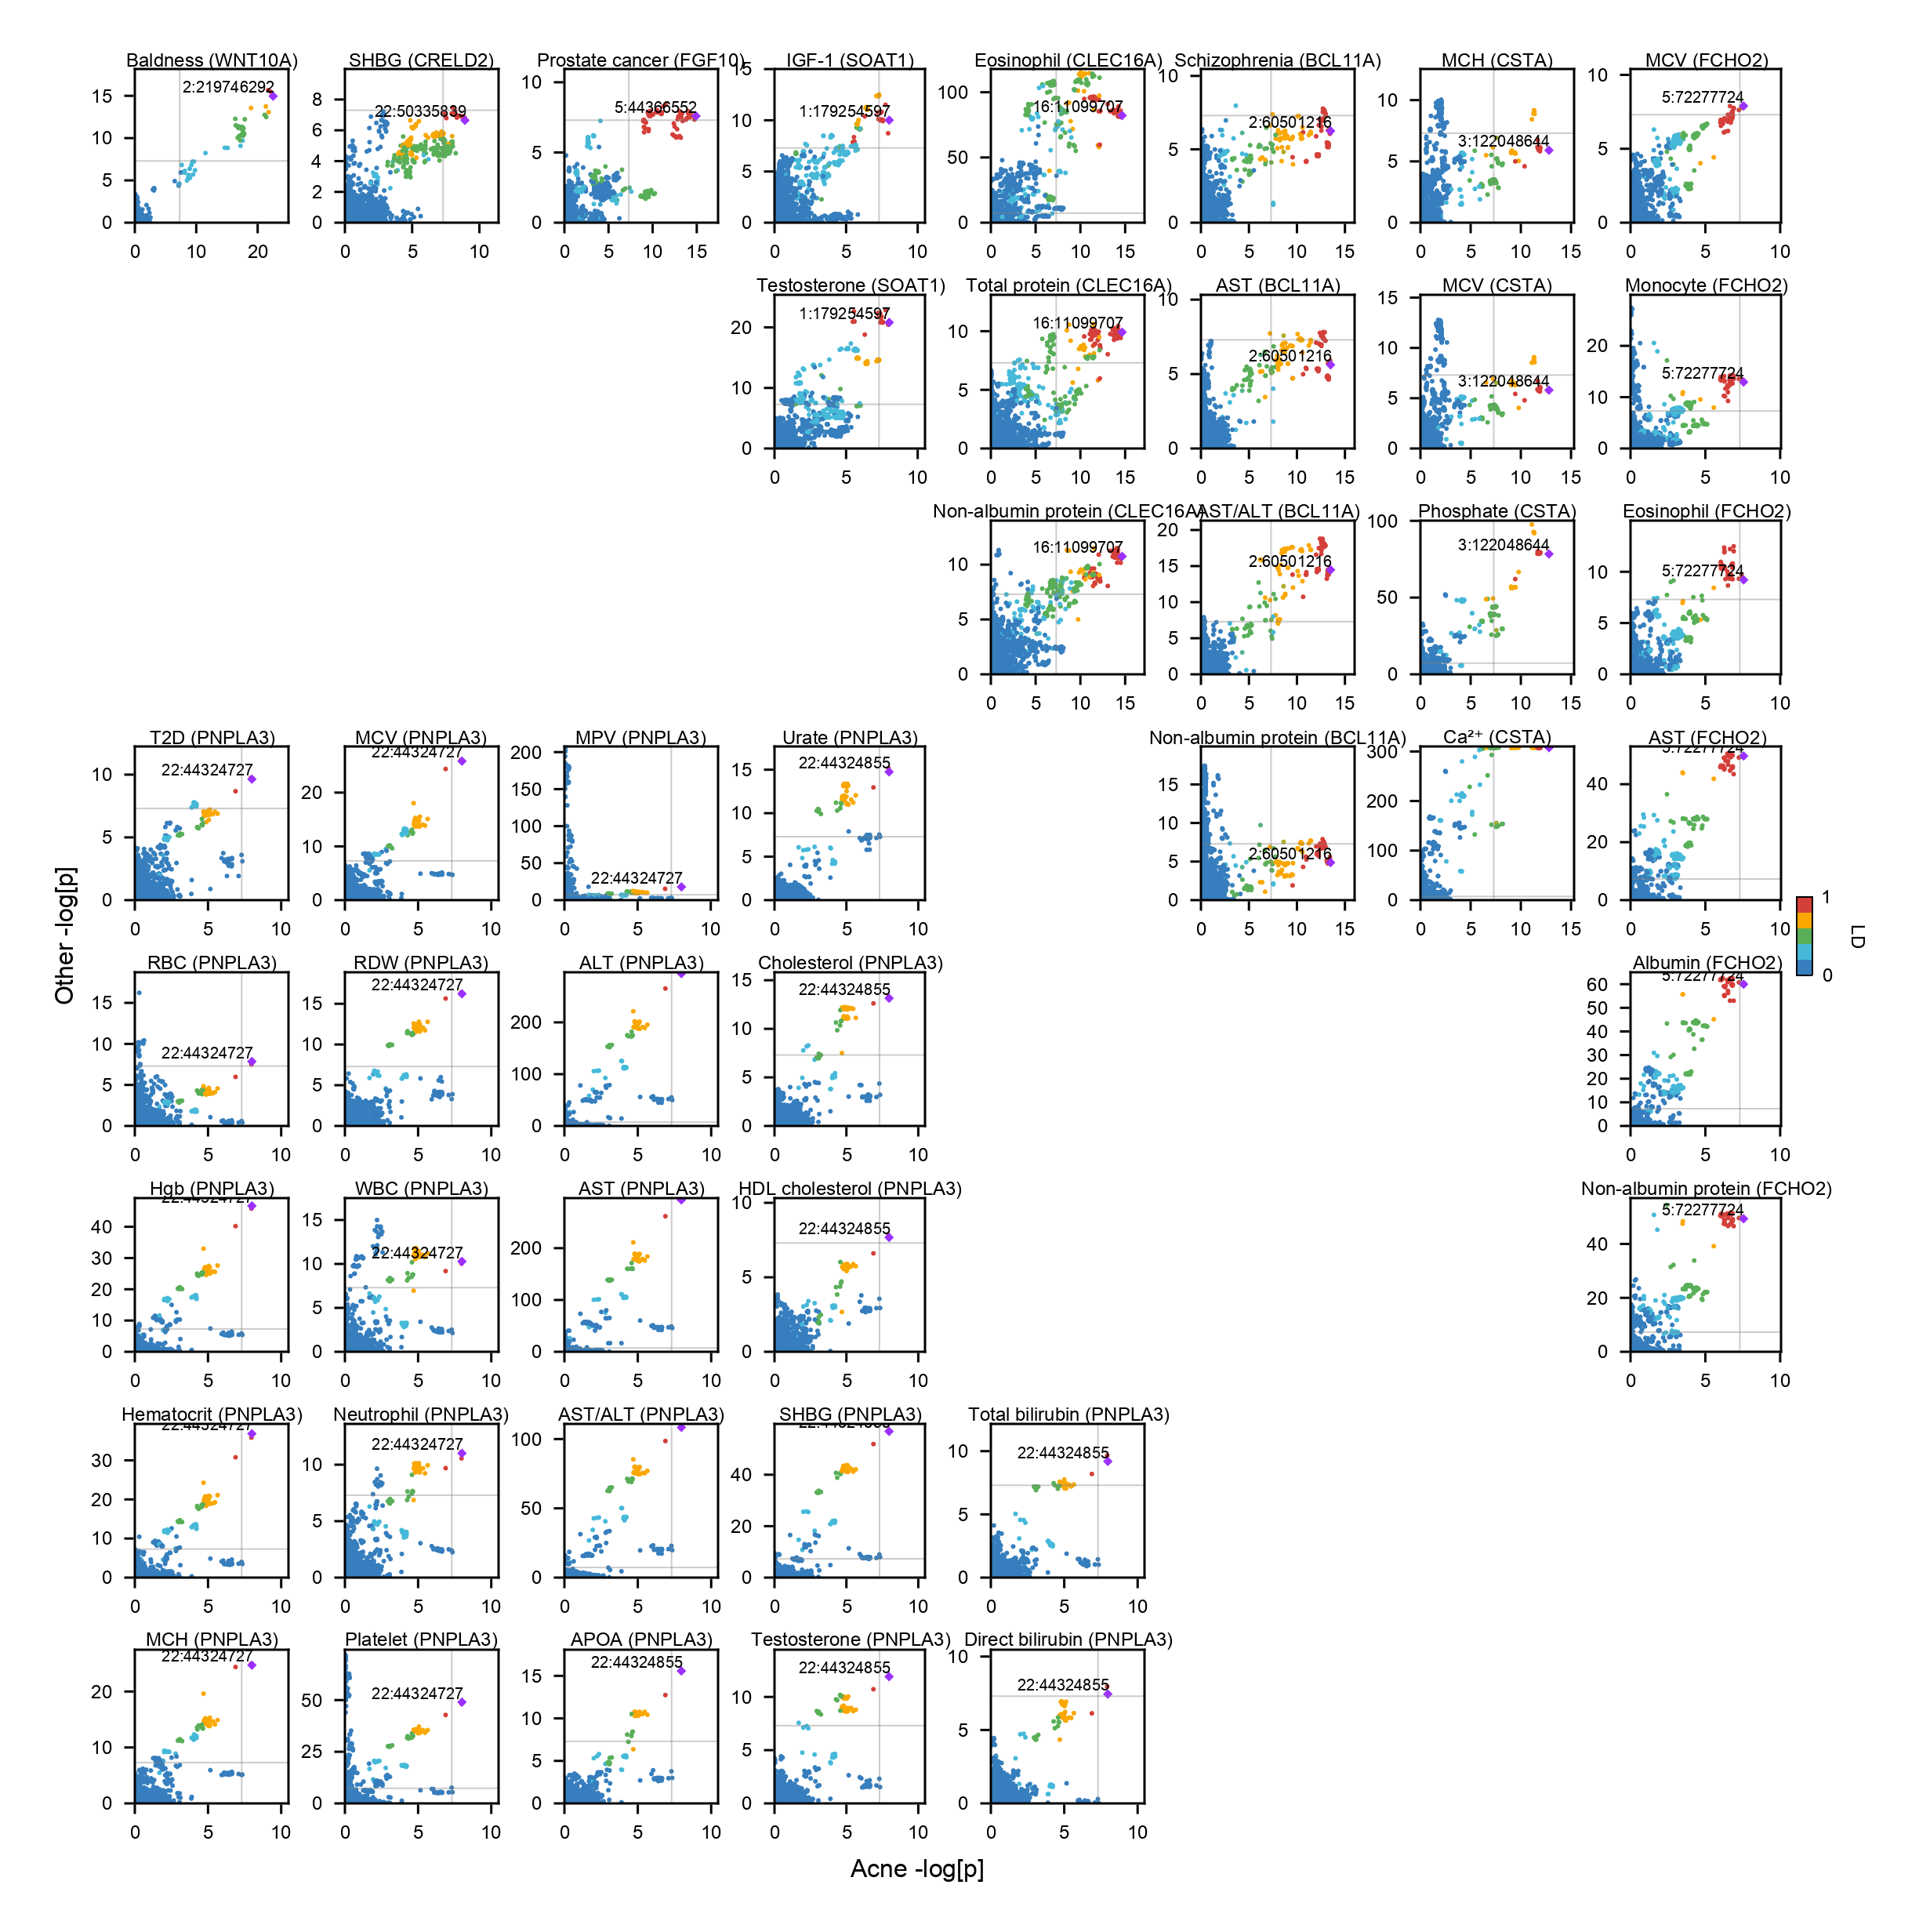 Baldness (WNT10A)
2:219746292
15
10
5
0
0 10 20
SHBG (CRELD2)
22:50335839
8
6
4
2
0
0 5 10
Prostate cancer (FGF10)
5:44366552
10
5
0
0 5 10 15
IGF-1 (SOAT1)
1:179254597
15
10
5
0
0 5 10
Eosinophil (CLEC16A)
16:11099707
100
50
0
0 5 10 15
Schizophrenia (BCL11A)
2:60501216
10
5
0
0 5 10 15
MCH (CSTA)
3:122048644
10
5
0
0 5 10 15
MCV (FCHO2)
5:72277724
10
5
0
0 5 10
Testosterone (SOAT1)
1:179254597
20
10
0
0 5 10
Total protein (CLEC16A)
16:11099707
10
5
0
0 5 10 15
AST (BCL11A)
2:60501216
10
5
0
0 5 10 15
MCV (CSTA)
3:122048644
15
10
5
0
0 5 10 15
Monocyte (FCHO2)
5:72277724
20
10
0
0 5 10
Non-albumin protein (CLEC16A)
16:11099707
10
5
0
0 5 10 15
AST/ALT (BCL11A)
2:60501216
20
15
10
5
0
0 5 10 15
Phosphate (CSTA)
3:122048644
100
50
0
0 5 10 15
Eosinophil (FCHO2)
5:72277724
10
5
0
0 5 10
T2D (PNPLA3)
22:44324727
10
5
0
0 5 10
MCV (PNPLA3)
22:44324727
20
10
0
0 5 10
MPV (PNPLA3)
22:44324727
200
150
100
50
0
0 5 10
Urate (PNPLA3)
22:44324855
15
10
5
0
0 5 10
Non-albumin protein (BCL11A)
2:60501216
15
10
5
0
0 5 10 15
Ca²⁺ (CSTA)
300
200
100
0
0 5 10 15
AST (FCHO2)
5:72277724
40
20
0
0 5 10
Other -log[p]
1
0
LD
RBC (PNPLA3)
22:44324727
15
10
5
0
0 5 10
RDW (PNPLA3)
22:44324727
15
10
5
0
0 5 10
ALT (PNPLA3)
200
100
0
0 5 10
Cholesterol (PNPLA3)
22:44324855
15
10
5
0
0 5 10
Albumin (FCHO2)
5:72277724
60
50
40
30
20
10
0
0 5 10
Hgb (PNPLA3)
40
30
20
10
0
0 5 10
WBC (PNPLA3)
22:44324727
15
10
5
0
0 5 10
AST (PNPLA3)
200
100
0
0 5 10
HDL cholesterol (PNPLA3)
22:44324855
10
5
0
0 5 10
Non-albumin protein (FCHO2)
5:72277724
40
20
0
0 5 10
Hematocrit (PNPLA3)
30
20
10
0
0 5 10
Neutrophil (PNPLA3)
22:44324727
10
5
0
0 5 10
AST/ALT (PNPLA3)
100
50
0
0 5 10
SHBG (PNPLA3)
40
20
0
0 5 10
Total bilirubin (PNPLA3)
22:44324855
10
5
0
0 5 10
MCH (PNPLA3)
22:44324727
20
10
0
0 5 10
Platelet (PNPLA3)
22:44324727
50
25
0
0 5 10
APOA (PNPLA3)
22:44324855
15
10
5
0
0 5 10
Testosterone (PNPLA3)
22:44324855
10
5
0
0 5 10
Direct bilirubin (PNPLA3)
22:44324855
10
5
0
0 5 10
Acne -log[p]